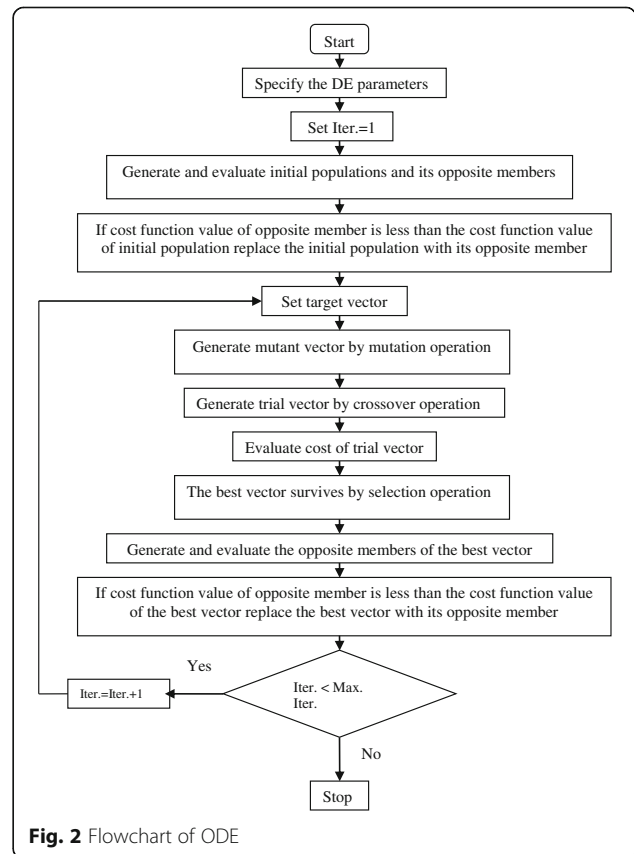 Start
Specify the DE parameters
Set Iter.=1
Generate and evaluate initial populations and its opposite members
If cost function value of opposite member is less than the cost function value
of initial population replace the initial population with its opposite member
Set target vector
Generate mutant vector by mutation operation
Generate trial vector by crossover operation
Evaluate cost of trial vector
The best vector survives by selection operation
Generate and evaluate the opposite members of the best vector
If cost function value of opposite member is less than the cost function value
of the best vector replace the best vector with its opposite member
Yes
Iter.=Iter.+1
Iter. < Max.
Iter.
No
Stop
Fig. 2 Flowchart of ODE